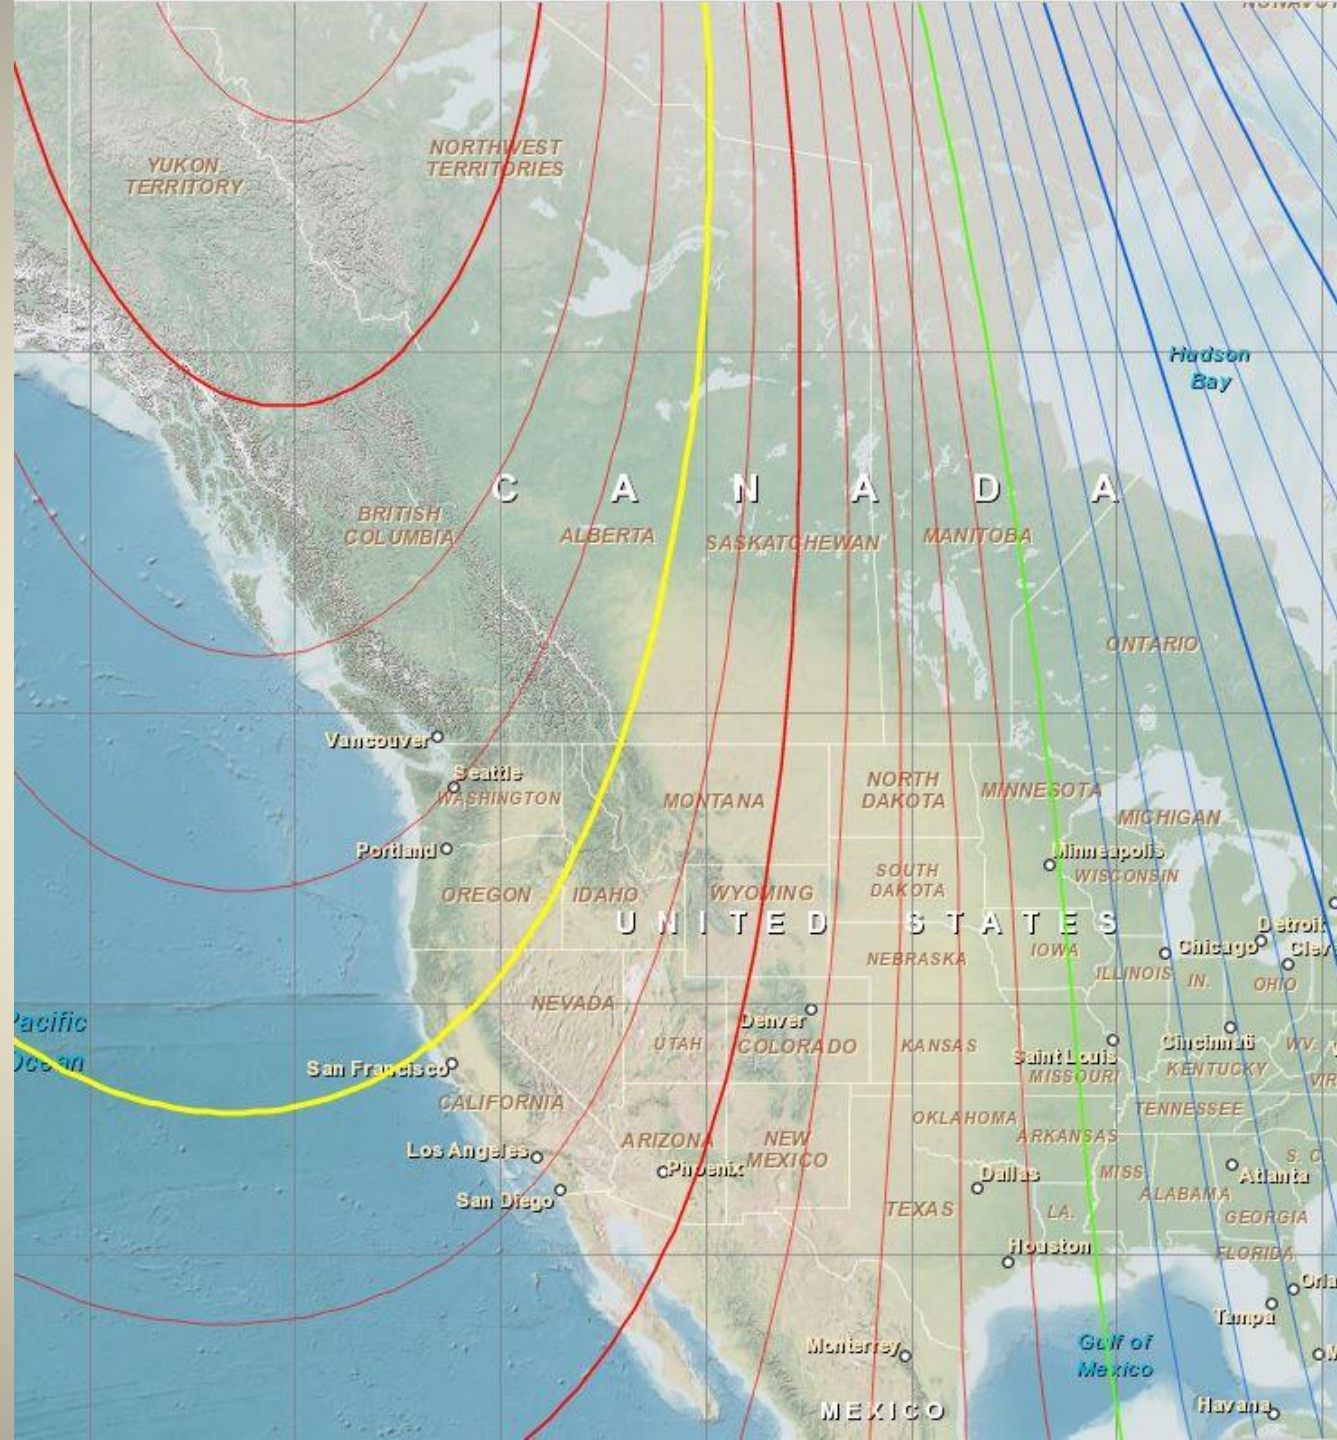 NUNAVUT
YUKON
TERRITORY
NORTHWEST
TERRITORIES
Hudson
Bay
C A N A D A
BRITISH
COLUMBIA
ALBERTA
SASKATCHEWAN
MANITOBA
ONTARIO
Vancouver
Seattle
WASHINGTON
MONTANA
NORTH
DAKOTA
MINNESOTA
MICHIGAN
Portland
OREGON
IDAHO
WYOMING
SOUTH
DAKOTA
Minneapolis
WISCONSIN
UNITED STATES
Detroit
Chicago
Clev
NEBRASKA
IOWA
ILLINOIS
IN.
OHIO
NEVADA
Pacific
Ocean
Denver
UTAH
COLORADO
KANSAS
Saint Louis
MISSOURI
Cincinnati
KENTUCKY
WV.
VIR
San Francisco
CALIFORNIA
OKLAHOMA
TENNESSEE
ARKANSAS
Los Angeles
ARIZONA
Phoenix
NEW
MEXICO
Dallas
MISS.
ALABAMA
Atlanta
S. C.
San Diego
TEXAS
LA.
GEORGIA
Houston
FLORIDA
Orla
Tampa
Monterrey
Gulf of
Mexico
M
MEXICO
Havana